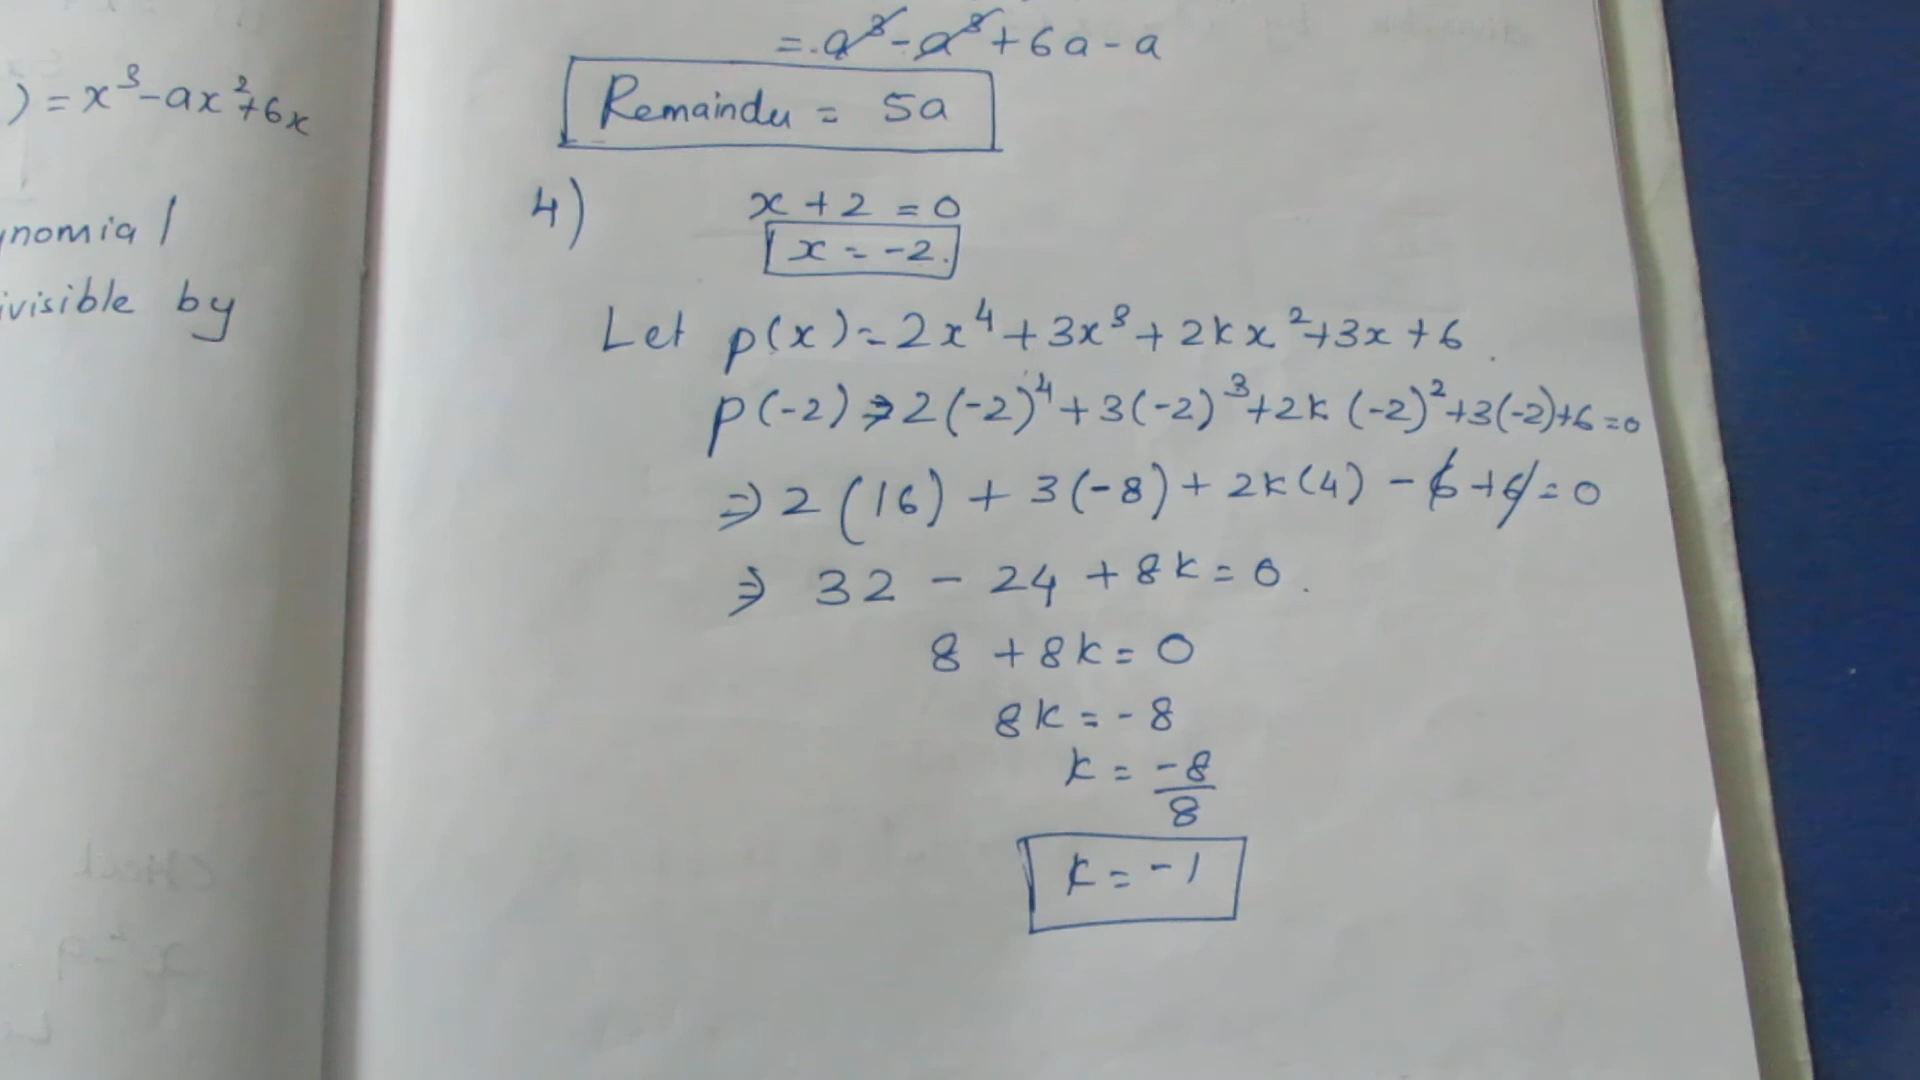 ) = x³-ax²+6x
ivisible by
= a³-a³+6a-a
Remainder = 5a
4)
x+2=0
x=-2.
Let p(x)=2x⁴+3x³+2kx²+3x+6.
p(-2)⇒2(-2)⁴+3(-2)³+2k(-2)²+3(-2)+6=0
⇒2(16)+3(-8)+2k(4)-6+6=0
⇒ 32 - 24 + 8k=0.
8 +8k=0
8k=-8
k=-8/8
k=-1